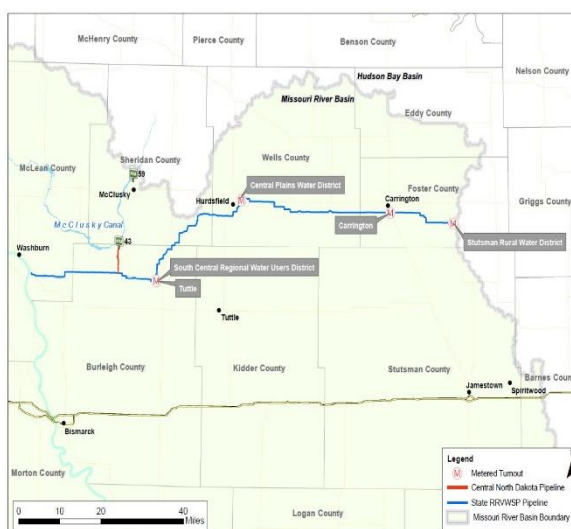 McHenry County
Pierce County
Benson County
Nelson County
Hudson Bay Basin
Missouri River Basin
Eddy County
Sheridan County
McLean County
59
McClusky
Wells County
Central Plains Water District
Foster County
Hurdsfield
Carrington
Griggs County
McClusky Canal
43
Carrington
Stutsman Rural Water District
Washburn
South Central Regional Water Users District
Tuttle
Tuttle
Burleigh County
Kidder County
Stutsman County
Barnes County
Jamestown
Spiritwood
Bismarck
Morton County
Logan County
0 10 20 40
Miles
Legend
M Metered Turnout
Central North Dakota Pipeline
State RRVWSP Pipeline
Missouri River Basin Boundary